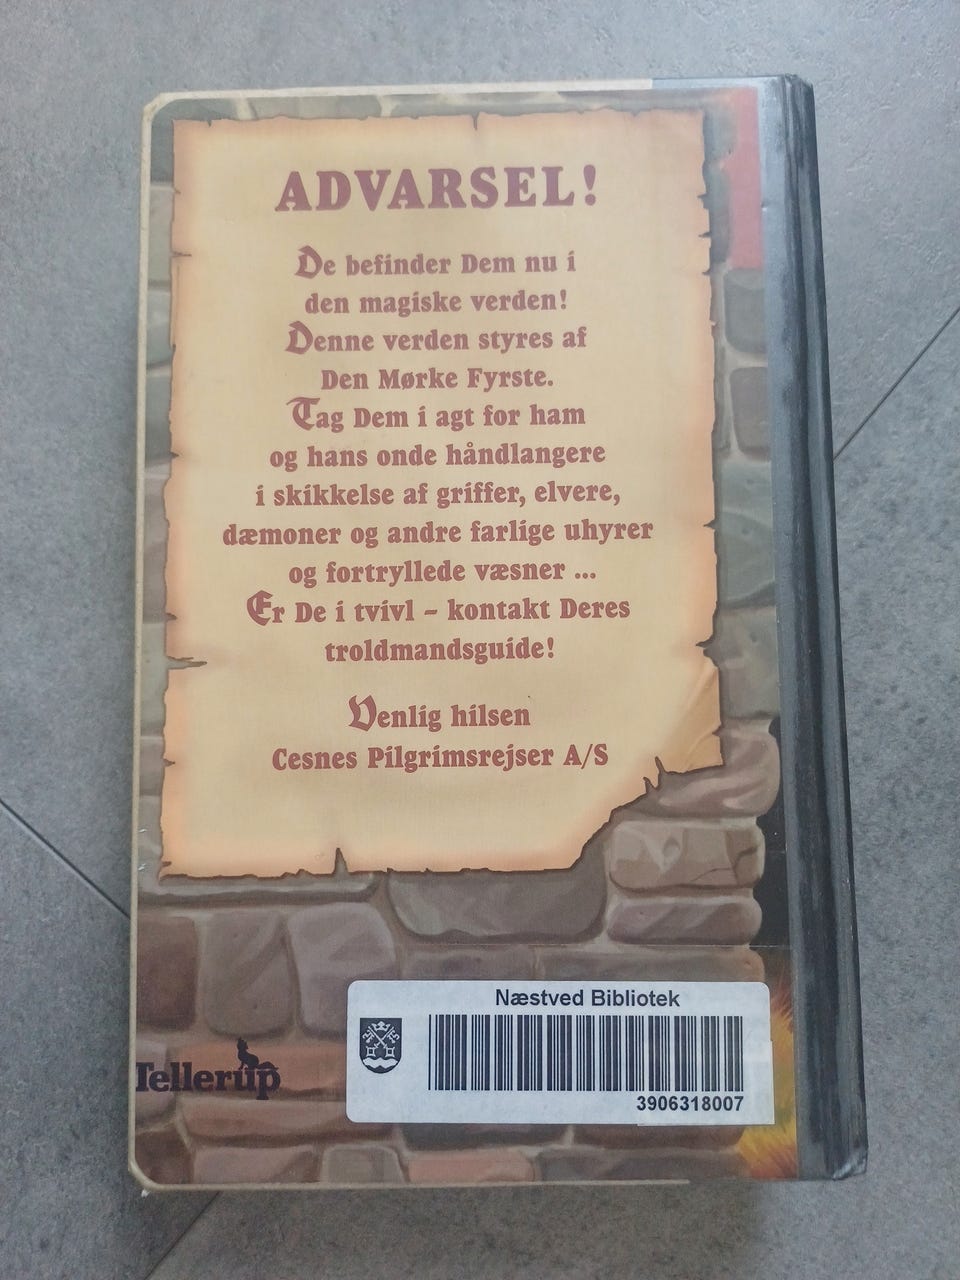 ADVARSEL!
De befinder Dem nu i
den magiske verden!
Denne verden styres af
Den Mørke Fyrste.
Tag Dem i agt for ham
og hans onde håndlangere
i skikkelse af griffer, elvere,
dæmoner og andre farlige uhyrer
og fortryllede væsner ...
Er De i tvivl – kontakt Deres
troldmandsguide!
Venlig hilsen
Cesnes Pilgrimsrejser A/S
Næstved Bibliotek
3906318007
Tellerup